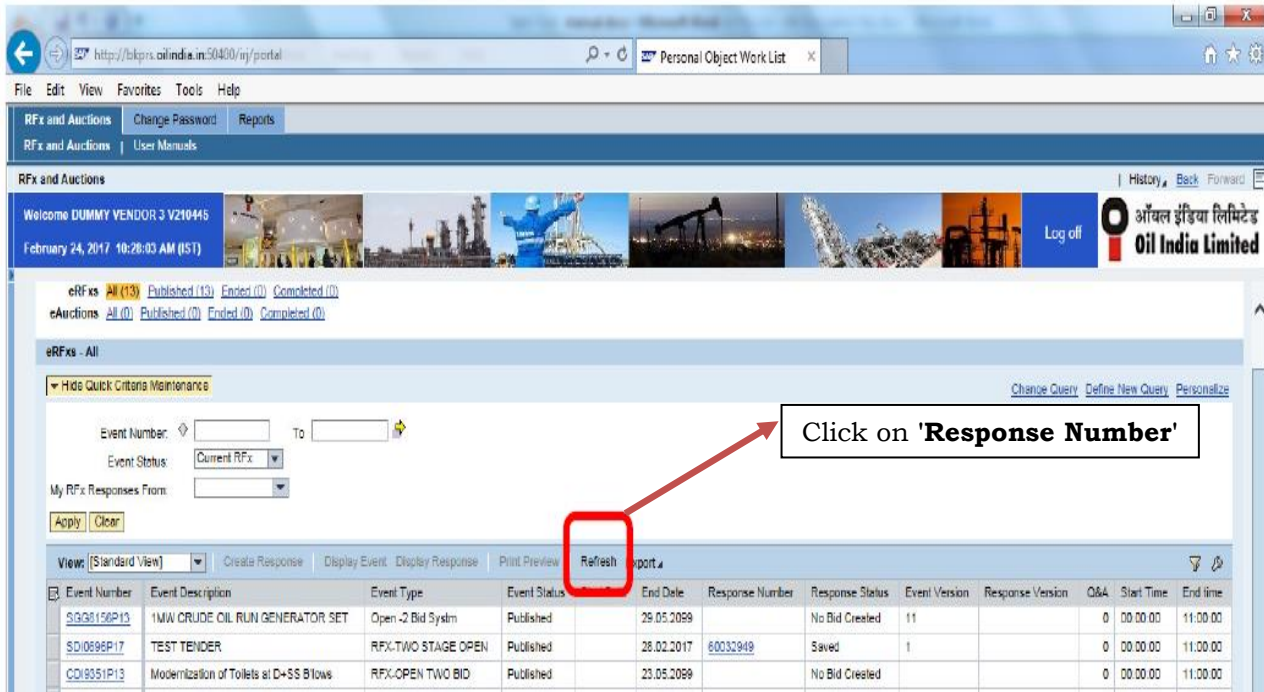 http://bkprs.oilindia.in:50400/irj/portal
Personal Object Work List
File Edit View Favorites Tools Help
RFx and Auctions Change Password Reports
RFx and Auctions | User Manuals
RFx and Auctions | History Back Forward
Welcome DUMMY VENDOR 3 V210445
February 24, 2017 10:28:03 AM (IST)
Log off
ऑयल इंडिया लिमिटेड
Oil India Limited
eRFxs All (13) Published (13) Ended (0) Completed (0)
eAuctions All (0) Published (0) Ended (0) Completed (0)
eRFxs - All
Hide Quick Criteria Maintenance Change Query Define New Query Personalize
Click on 'Response Number'
Event Number: To
Event Status: Current RFx
My RFx Responses From:
Apply Clear
View: [Standard View] Create Response Display Event Display Response Print Preview Refresh Export
Event Number Event Description Event Type Event Status End Date Response Number Response Status Event Version Response Version Q&A Start Time End time
SGG6156P13 1MW CRUDE OIL RUN GENERATOR SET Open -2 Bid Systm Published 29.05.2099 No Bid Created 11 0 00:00:00 11:00:00
SDI0696P17 TEST TENDER RFX-TWO STAGE OPEN Published 28.02.2017 60032949 Saved 1 0 00:00:00 11:00:00
CDI9351P13 Modernization of Toilets at D+SS B'lows RFX-OPEN TWO BID Published 23.05.2099 No Bid Created 0 00:00:00 11:00:00